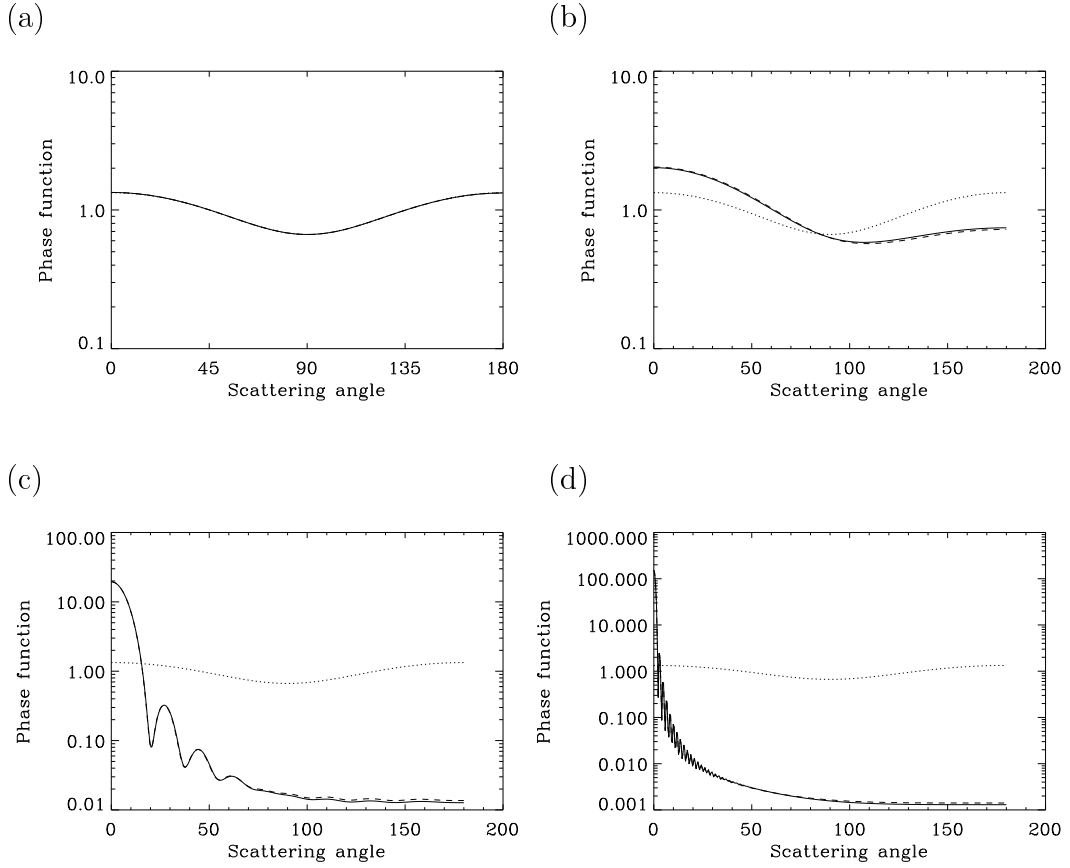 (a)
10.0
1.0
0.1
Phase function
0 45 90 135 180
Scattering angle
(b)
10.0
1.0
0.1
Phase function
0 50 100 150 200
Scattering angle
(c)
100.00
10.00
1.00
0.10
0.01
Phase function
0 50 100 150 200
Scattering angle
(d)
1000.000
100.000
10.000
1.000
0.100
0.010
0.001
Phase function
0 50 100 150 200
Scattering angle